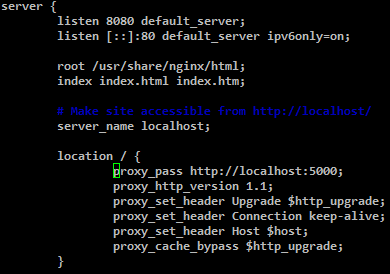 server {
listen 8080 default_server;
listen [::]:80 default_server ipv6only=on;
root /usr/share/nginx/html;
index index.html index.htm;
# Make site accessible from http://localhost/
server_name localhost;
location / {
proxy_pass http://localhost:5000;
proxy_http_version 1.1;
proxy_set_header Upgrade $http_upgrade;
proxy_set_header Connection keep-alive;
proxy_set_header Host $host;
proxy_cache_bypass $http_upgrade;
}